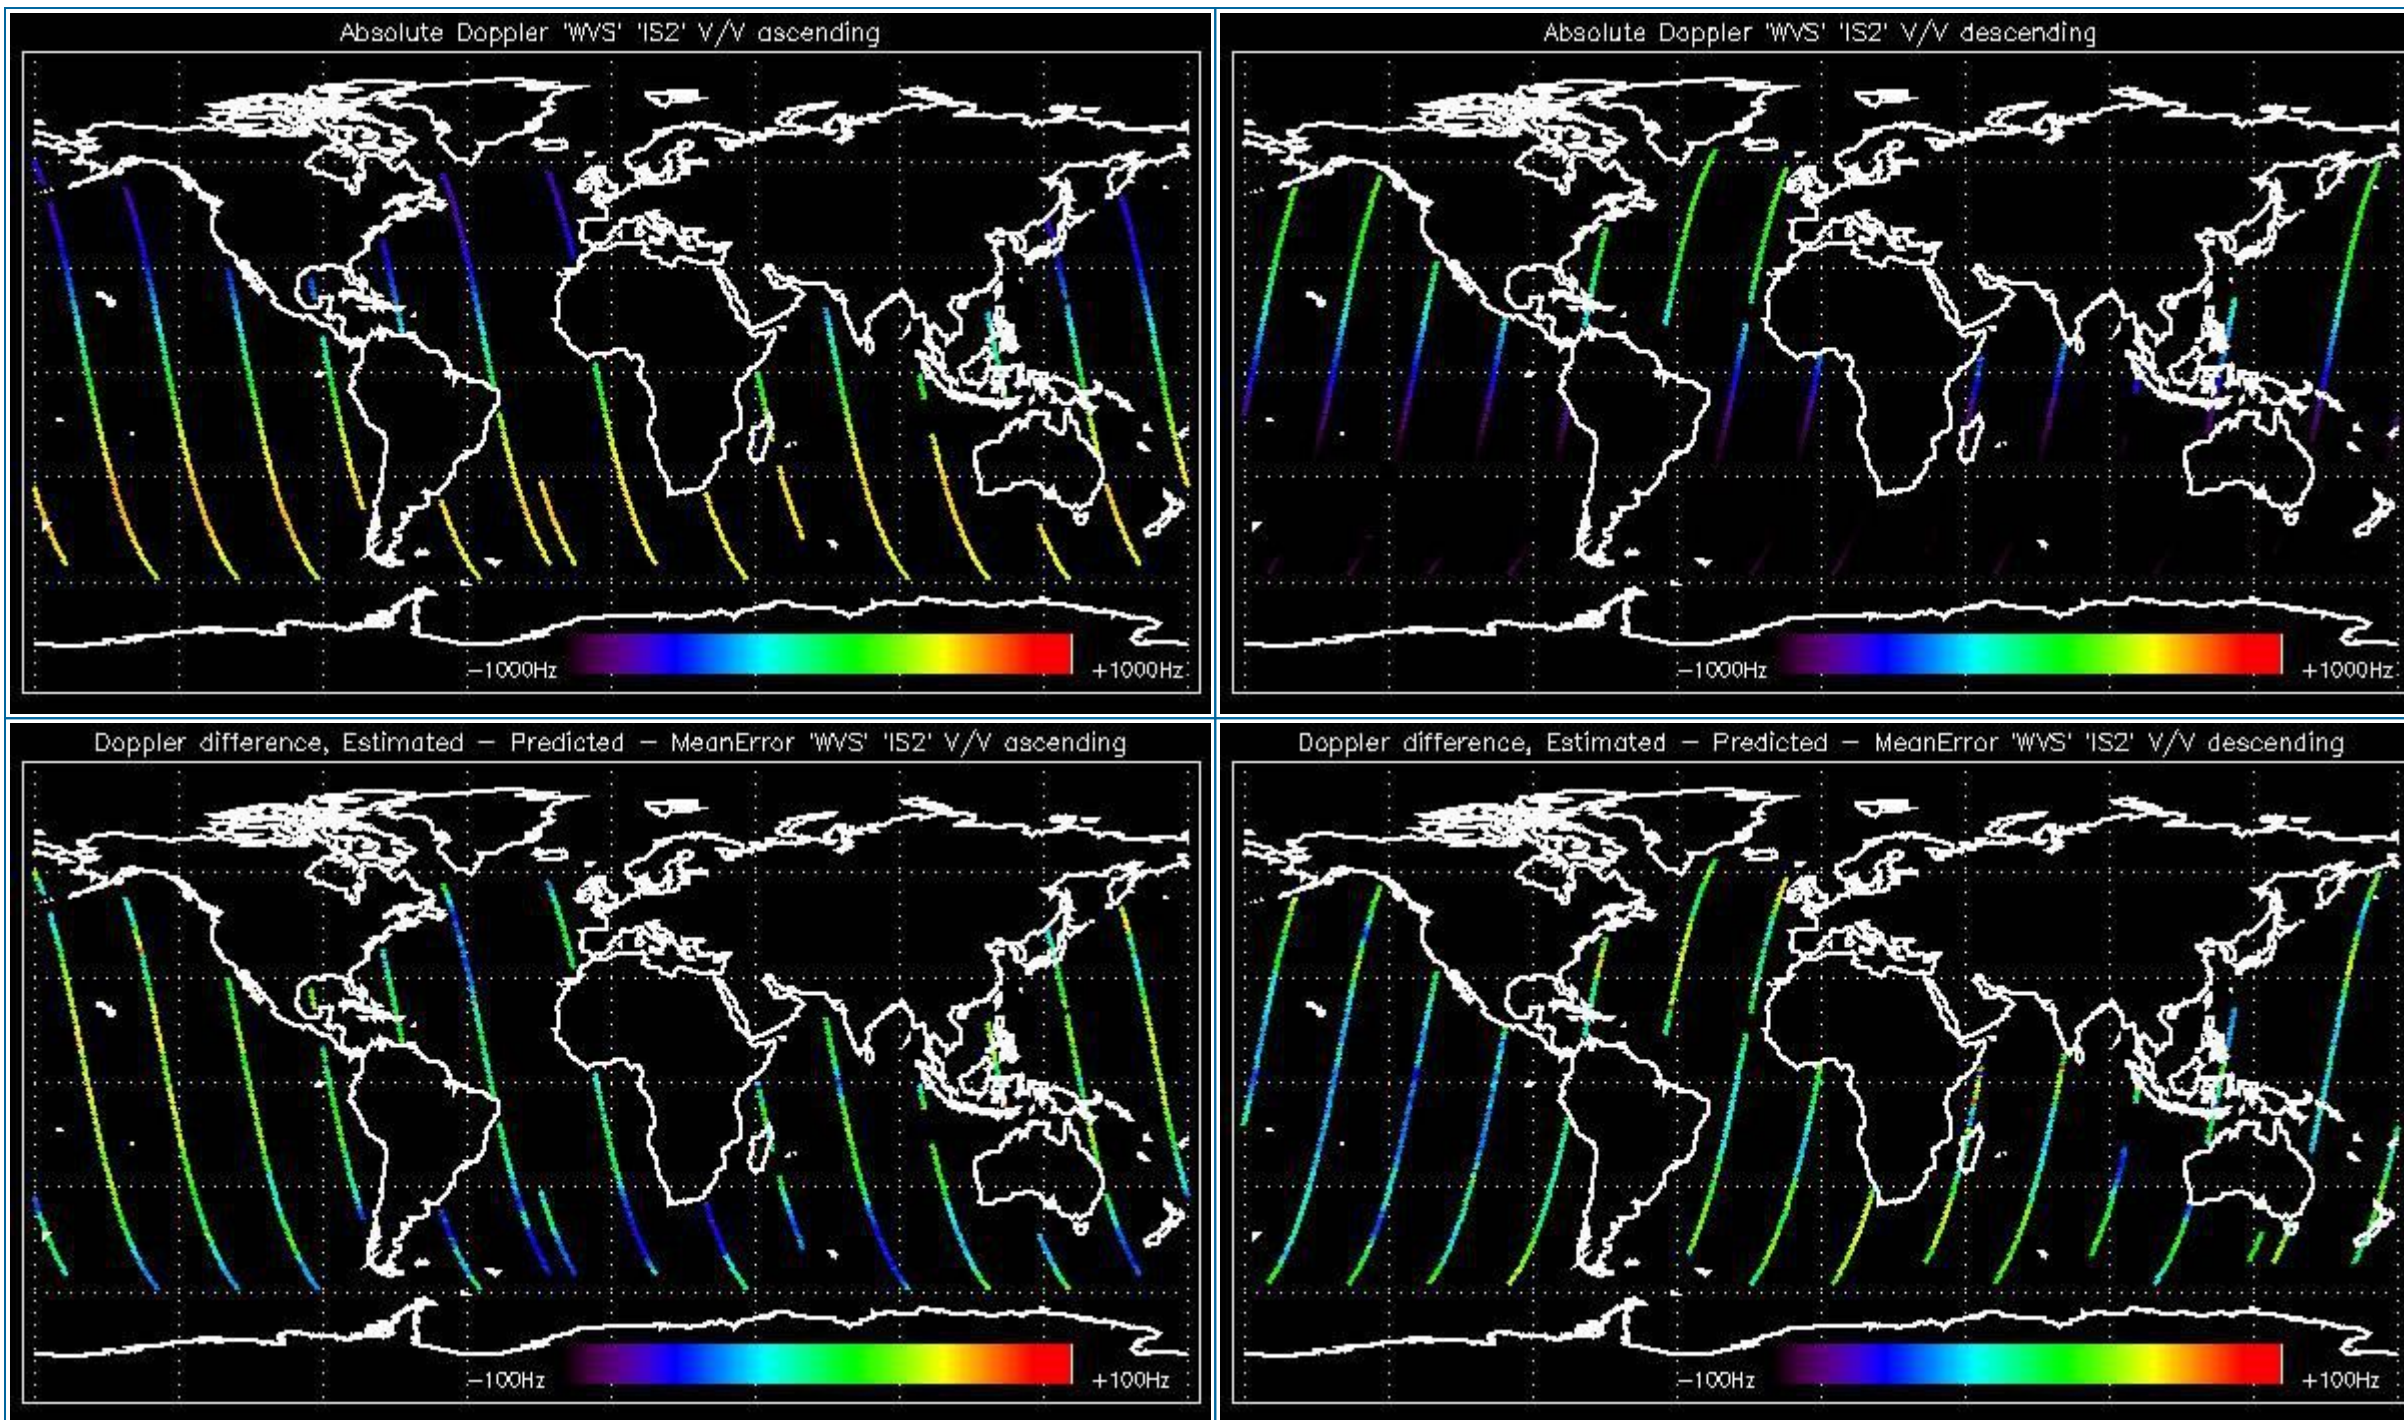 Absolute Doppler 'WVS' 'IS2' V/V ascending
-1000Hz
+1000Hz
Absolute Doppler 'WVS' 'IS2' V/V descending
-1000Hz
+1000Hz
Doppler difference, Estimated - Predicted - MeanError 'WVS' 'IS2' V/V ascending
-100Hz
+100Hz
Doppler difference, Estimated - Predicted - MeanError 'WVS' 'IS2' V/V descending
-100Hz
+100Hz